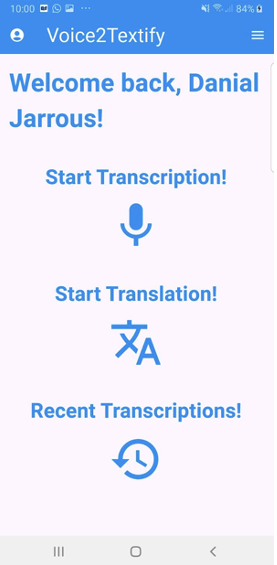 10:00 84%
Voice2Textify
Welcome back, Danial
Jarrous!
Start Transcription!
Start Translation!
Recent Transcriptions!